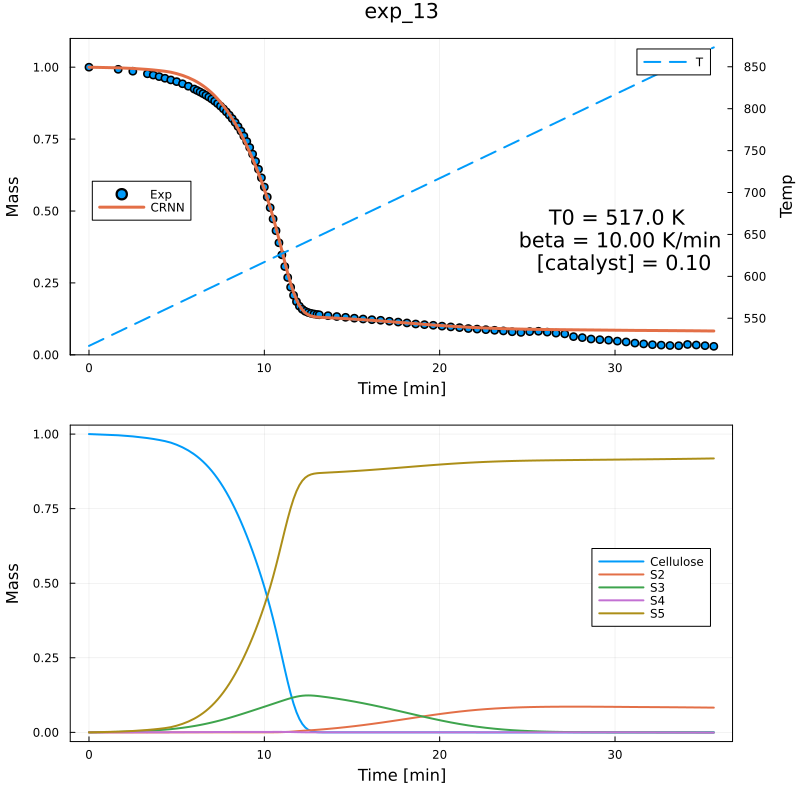 exp_13
1.00
0.75
0.50
0.25
0.00
Mass
0
10
20
30
Time [min]
850
800
750
700
650
600
550
Temp
T
Exp
CRNN
T0 = 517.0 K
beta = 10.00 K/min
[catalyst] = 0.10
1.00
0.75
0.50
0.25
0.00
Mass
0
10
20
30
Time [min]
Cellulose
S2
S3
S4
S5